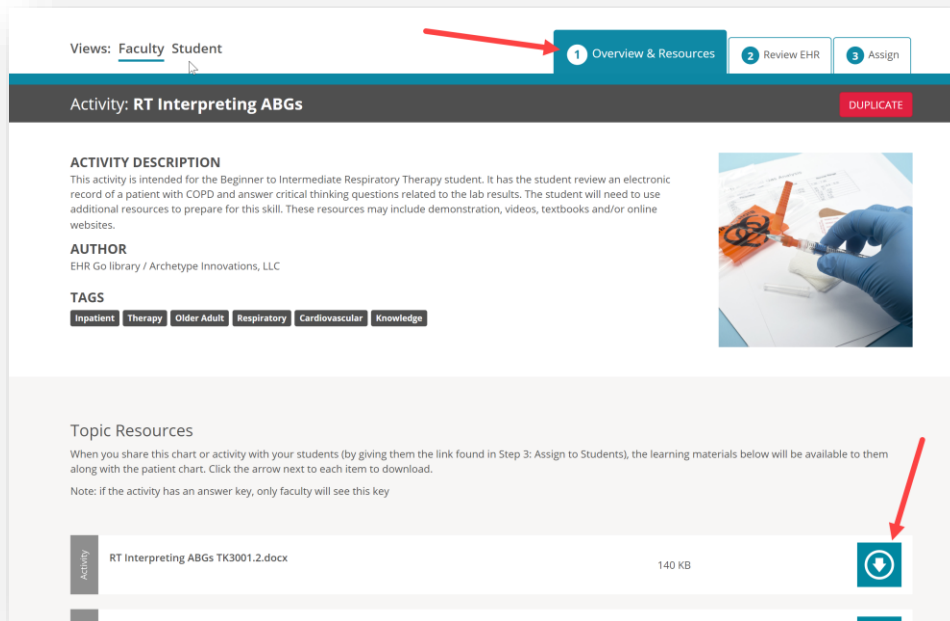 Views: Faculty Student
1 Overview & Resources
2 Review EHR
3 Assign
Activity: RT Interpreting ABGs
DUPLICATE
ACTIVITY DESCRIPTION
This activity is intended for the Beginner to Intermediate Respiratory Therapy student. It has the student review an electronic
record of a patient with COPD and answer critical thinking questions related to the lab results. The student will need to use
additional resources to prepare for this skill. These resources may include demonstration, videos, textbooks and/or online
websites.
AUTHOR
EHR Go library / Archetype Innovations, LLC
TAGS
Inpatient Therapy Older Adult Respiratory Cardiovascular Knowledge
Topic Resources
When you share this chart or activity with your students (by giving them the link found in Step 3: Assign to Students), the learning materials below will be available to them
along with the patient chart. Click the arrow next to each item to download.
Note: if the activity has an answer key, only faculty will see this key
Activity
RT Interpreting ABGs TK3001.2.docx
140 KB